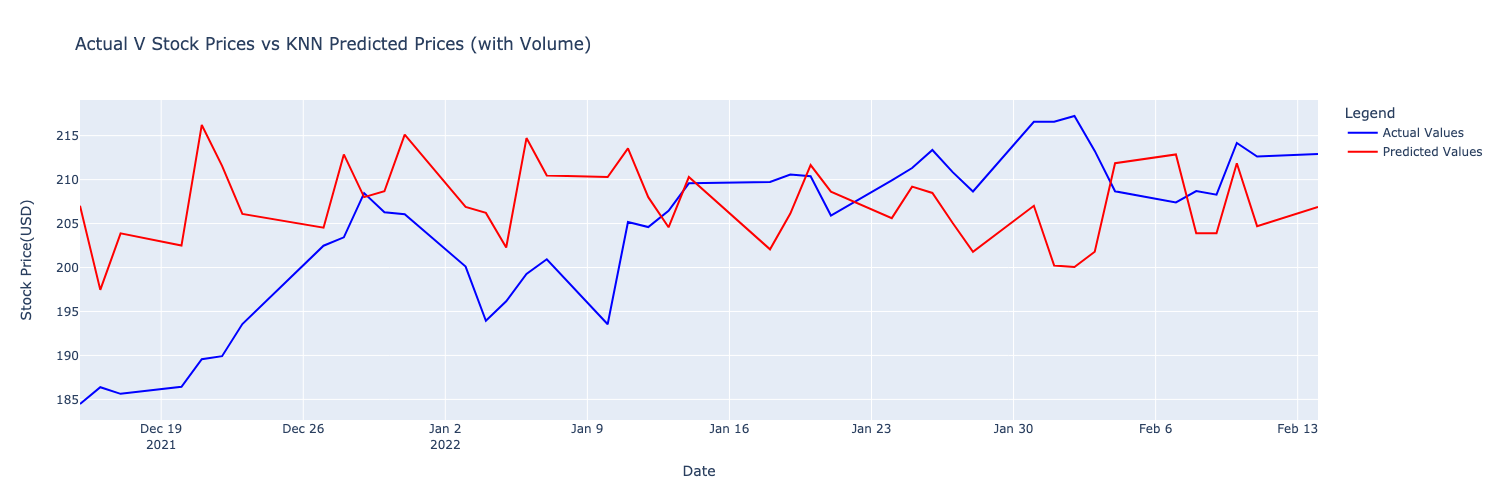 Actual V Stock Prices vs KNN Predicted Prices (with Volume)
Legend
Actual Values
Predicted Values
Stock Price(USD)
215
210
205
200
195
190
185
Dec 19
2021
Dec 26
Jan 2
2022
Jan 9
Jan 16
Jan 23
Jan 30
Feb 6
Feb 13
Date